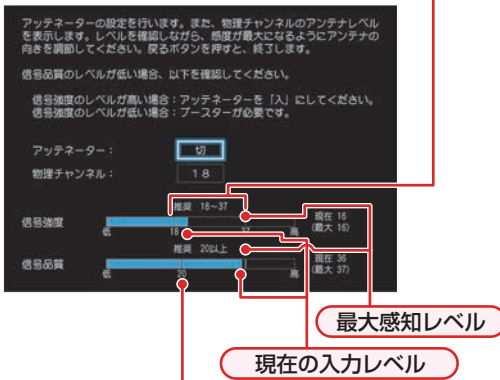 アッテネーターの設定を行います。また、物理チャンネルのアンテナレベル
を表示します。レベルを確認しながら、感度が最大になるようにアンテナの
向きを調節してください。戻るボタンを押すと、終了します。
信号品質のレベルが低い場合、以下を確認してください。
信号強度のレベルが高い場合：アッテネーターを「入」にしてください。
信号強度のレベルが低い場合：ブースターが必要です。
アッテネーター： 切
物理チャンネル： 18
推奨 18～37
信号強度 現在 16
低 18 37 高 (最大 16)
推奨 20以上
信号品質 現在 36
低 20 高 (最大 37)
最大感知レベル
現在の入力レベル